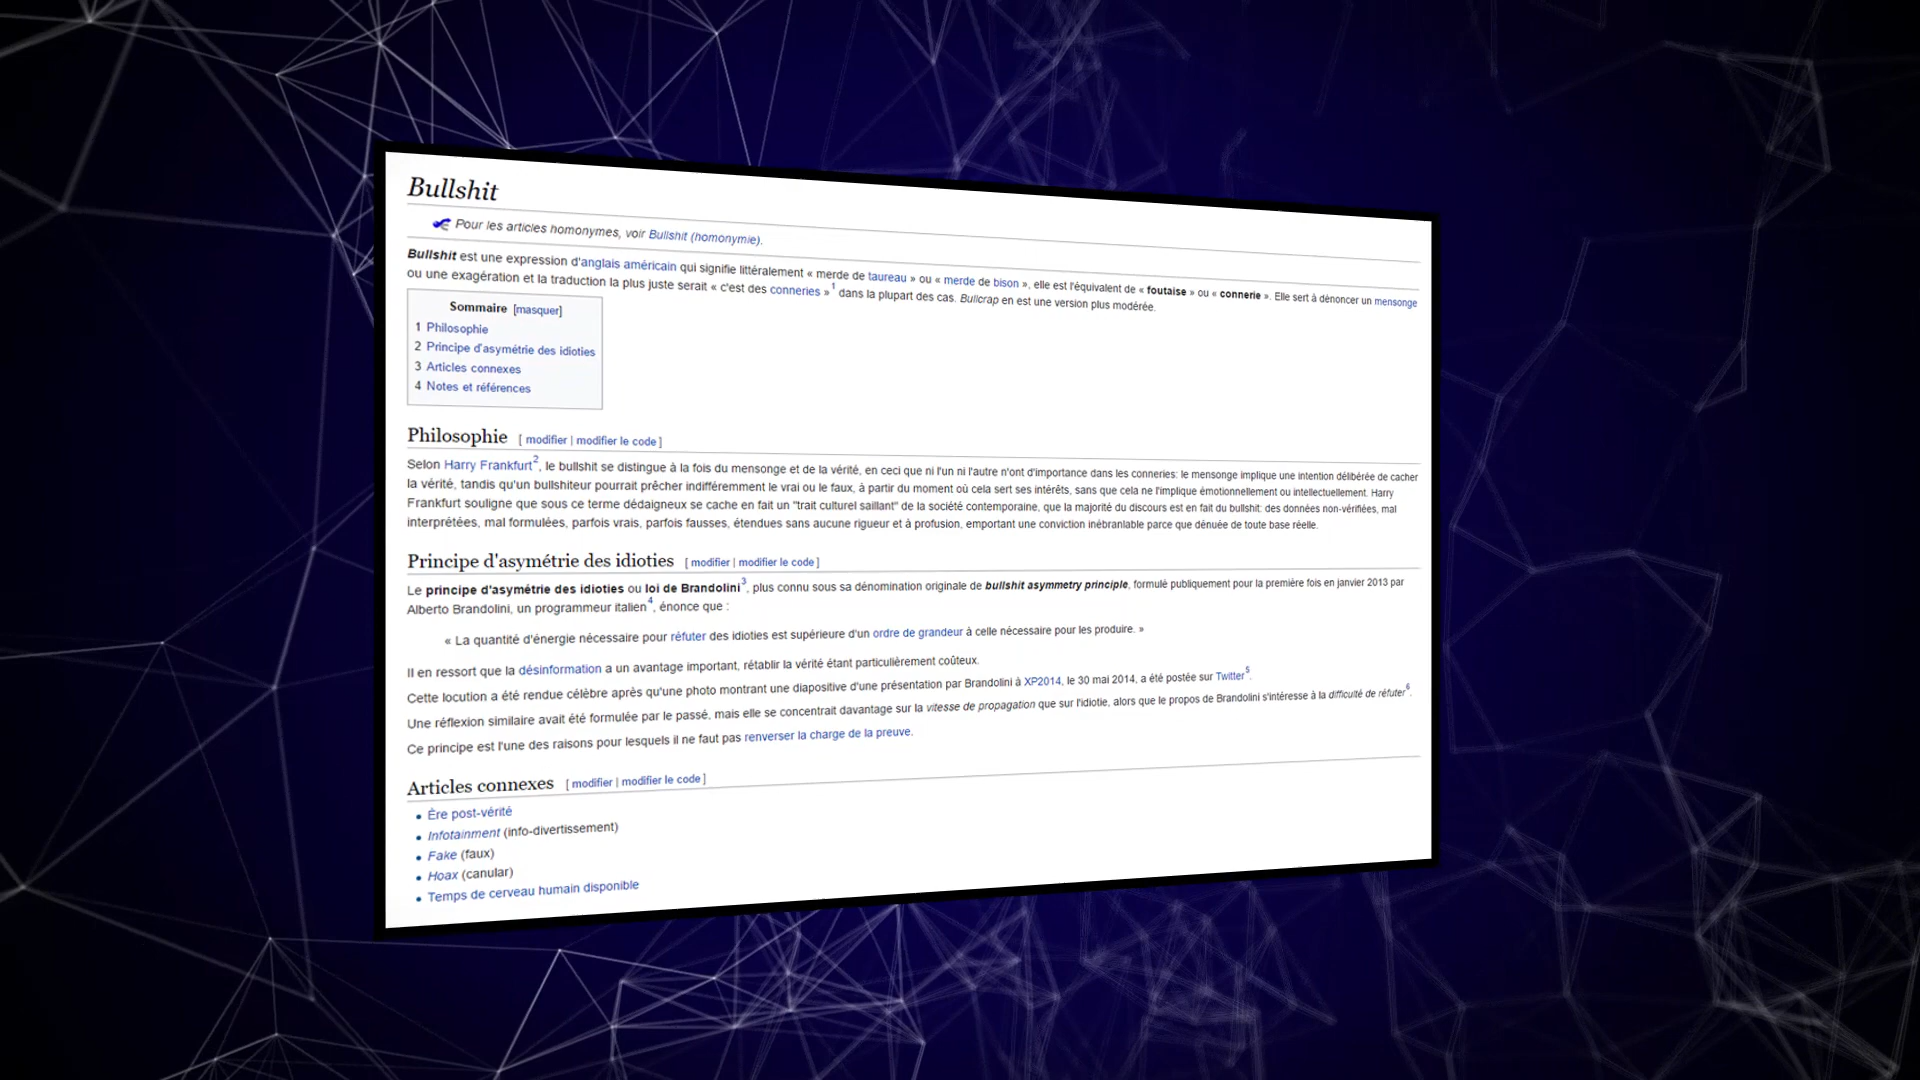 Bullshit
Pour les articles homonymes, voir Bullshit (homonymie).
Bullshit est une expression d'anglais américain qui signifie littéralement « merde de taureau » ou « merde de bison », elle est l'équivalent de « foutaise » ou « connerie ». Elle sert à dénoncer un mensonge
ou une exagération et la traduction la plus juste serait « c'est des conneries »1 dans la plupart des cas. Bullcrap en est une version plus modérée.
Sommaire [masquer]
1 Philosophie
2 Principe d'asymétrie des idioties
3 Articles connexes
4 Notes et références
Philosophie [ modifier | modifier le code ]
Selon Harry Frankfurt2, le bullshit se distingue à la fois du mensonge et de la vérité, en ceci que ni l'un ni l'autre n'ont d'importance dans les conneries: le mensonge implique une intention délibérée de cacher
la vérité, tandis qu'un bullshiteur pourrait prêcher indifféremment le vrai ou le faux, à partir du moment où cela sert ses intérêts, sans que cela ne l'implique émotionnellement ou intellectuellement. Harry
Frankfurt souligne que sous ce terme dédaigneux se cache en fait un "trait culturel saillant" de la société contemporaine, que la majorité du discours est en fait du bullshit: des données non-vérifiées, mal
interprétées, mal formulées, parfois vrais, parfois fausses, étendues sans aucune rigueur et à profusion, emportant une conviction inébranlable parce que dénuée de toute base réelle.
Principe d'asymétrie des idioties [ modifier | modifier le code ]
Le principe d'asymétrie des idioties ou loi de Brandolini3, plus connu sous sa dénomination originale de bullshit asymmetry principle, formulé publiquement pour la première fois en janvier 2013 par
Alberto Brandolini, un programmeur italien4, énonce que :
« La quantité d'énergie nécessaire pour réfuter des idioties est supérieure d'un ordre de grandeur à celle nécessaire pour les produire. »
Il en ressort que la désinformation a un avantage important, rétablir la vérité étant particulièrement coûteux.
Cette locution a été rendue célèbre après qu'une photo montrant une diapositive d'une présentation par Brandolini à XP2014, le 30 mai 2014, a été postée sur Twitter5.
Une réflexion similaire avait été formulée par le passé, mais elle se concentrait davantage sur la vitesse de propagation que sur l'idiotie, alors que le propos de Brandolini s'intéresse à la difficulté de réfuter6.
Ce principe est l'une des raisons pour lesquels il ne faut pas renverser la charge de la preuve.
Articles connexes [ modifier | modifier le code ]
• Ère post-vérité
• Infotainment (info-divertissement)
• Fake (faux)
• Hoax (canular)
• Temps de cerveau humain disponible